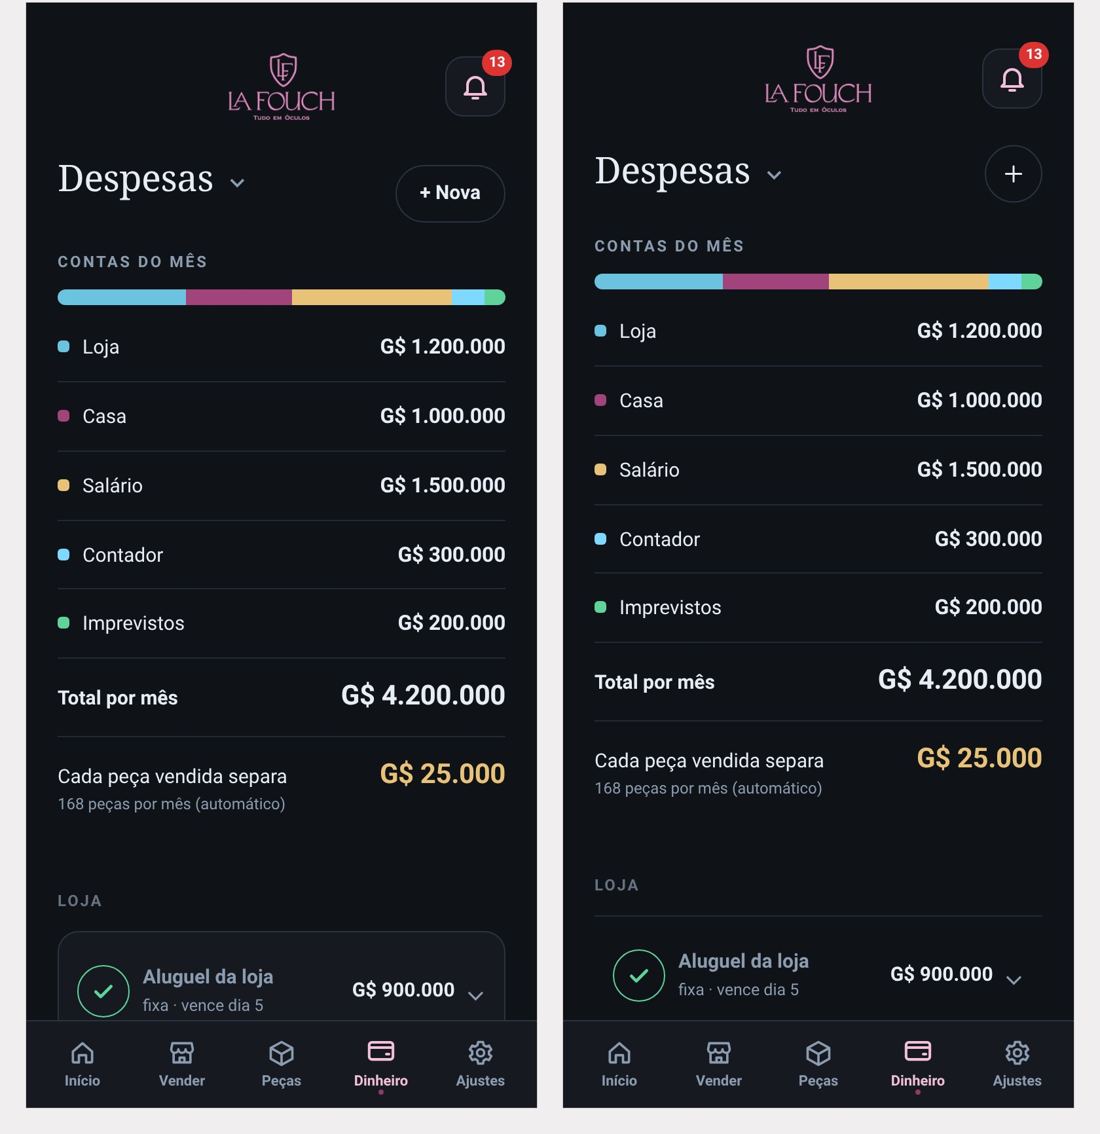 13
LF
LA FOUCH
TUDO EM ÓCULOS
Despesas
+ Nova
CONTAS DO MÊS
Loja G$ 1.200.000
Casa G$ 1.000.000
Salário G$ 1.500.000
Contador G$ 300.000
Imprevistos G$ 200.000
Total por mês G$ 4.200.000
Cada peça vendida separa G$ 25.000
168 peças por mês (automático)
LOJA
Aluguel da loja G$ 900.000
fixa · vence dia 5
Início Vender Peças Dinheiro Ajustes
13
LF
LA FOUCH
TUDO EM ÓCULOS
Despesas
+
CONTAS DO MÊS
Loja G$ 1.200.000
Casa G$ 1.000.000
Salário G$ 1.500.000
Contador G$ 300.000
Imprevistos G$ 200.000
Total por mês G$ 4.200.000
Cada peça vendida separa G$ 25.000
168 peças por mês (automático)
LOJA
Aluguel da loja G$ 900.000
fixa · vence dia 5
Início Vender Peças Dinheiro Ajustes